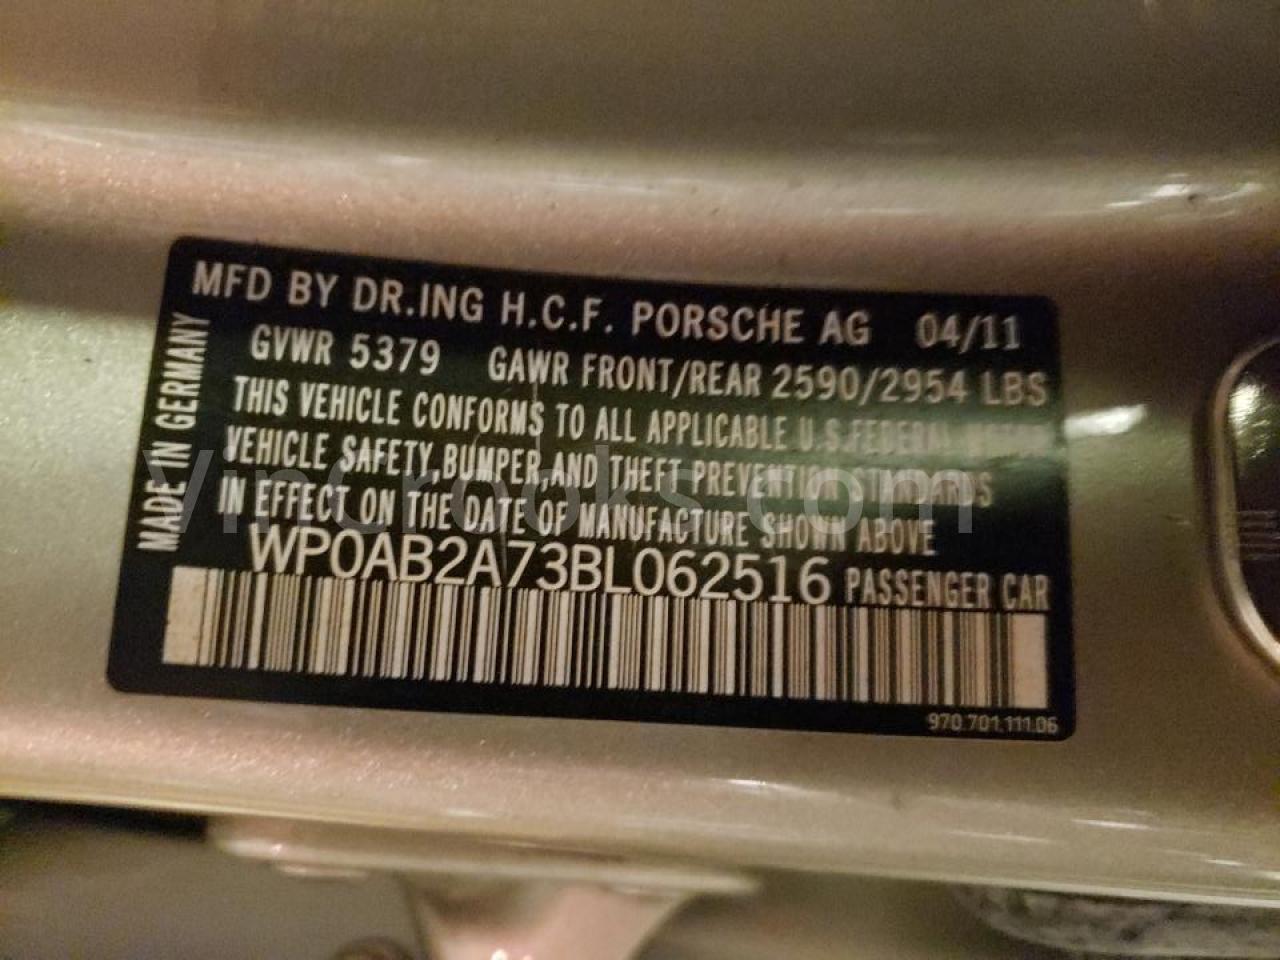 MFD BY DR.ING H.C.F. PORSCHE AG 04/11
GVWR 5379 GAWR FRONT/REAR 2590/2954 LBS
THIS VEHICLE CONFORMS TO ALL APPLICABLE U.S.FEDERAL MOTOR
VEHICLE SAFETY,BUMPER,AND THEFT PREVENTION STANDARDS
IN EFFECT ON THE DATE OF MANUFACTURE SHOWN ABOVE
WP0AB2A73BL062516 PASSENGER CAR
970.701.111.06
MADE IN GERMANY
VinCrooks.com